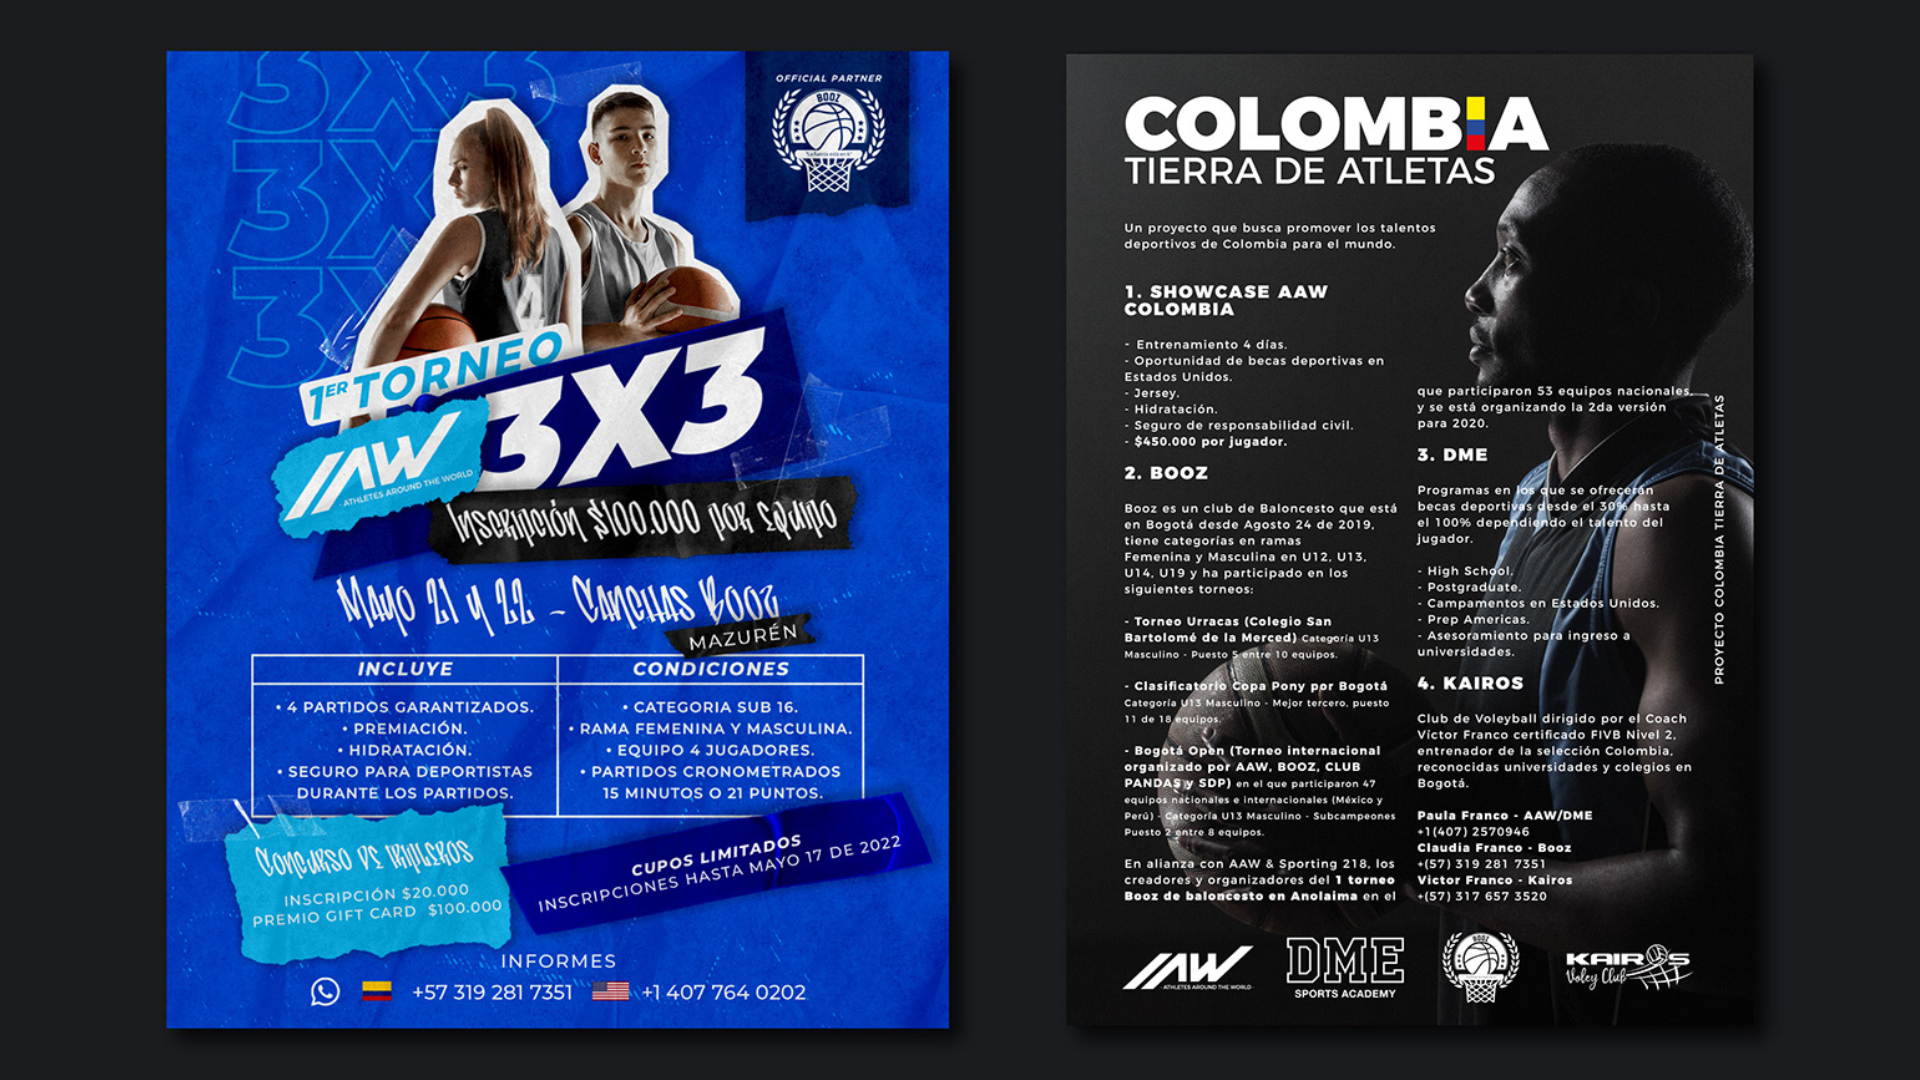 3X3
3X3
3X3
OFFICIAL PARTNER
BOOZ
4
1ER TORNEO
3X3
AAW
ATHLETES AROUND THE WORLD
Inscripción $100.000 por equipo
Mayo 21 y 22 - Canchas Booz
MAZURÉN
INCLUYE
• 4 PARTIDOS GARANTIZADOS.
• PREMIACIÓN.
• HIDRATACIÓN.
• SEGURO PARA DEPORTISTAS
DURANTE LOS PARTIDOS.
CONDICIONES
• CATEGORIA SUB 16.
• RAMA FEMENINA Y MASCULINA.
• EQUIPO 4 JUGADORES.
• PARTIDOS CRONOMETRADOS
15 MINUTOS O 21 PUNTOS.
Concurso de triples
INSCRIPCIÓN $20.000
PREMIO GIFT CARD $100.000
CUPOS LIMITADOS
INSCRIPCIONES HASTA MAYO 17 DE 2022
INFORMES
+57 319 281 7351
+1 407 764 0202
COLOMBIA
TIERRA DE ATLETAS
Un proyecto que busca promover los talentos
deportivos de Colombia para el mundo.
1. SHOWCASE AAW
COLOMBIA
- Entrenamiento 4 días.
- Oportunidad de becas deportivas en
Estados Unidos.
- Jersey.
- Hidratación.
- Seguro de responsabilidad civil.
- $450.000 por jugador.
2. BOOZ
Booz es un club de Baloncesto que está
en Bogotá desde Agosto 24 de 2019,
tiene categorías en ramas
Femenina y Masculina en U12, U13,
U14, U19 y ha participado en los
siguientes torneos:
- Torneo Urracas (Colegio San
Bartolomé de la Merced) Categoría U13
Masculino - Puesto 5 entre 10 equipos.
- Clasificatorio Copa Pony por Bogotá
Categoría U13 Masculino - Mejor tercero, puesto
11 de 18 equipos.
- Bogotá Open (Torneo internacional
organizado por AAW, BOOZ, CLUB
PANDAS y SDP) en el que participaron 47
equipos nacionales e internacionales (México y
Perú) - Categoría U13 Masculino - Subcampeones
Puesto 2 entre 8 equipos.
En alianza con AAW & Sporting 218, los
creadores y organizadores del 1 torneo
Booz de baloncesto en Anolaima en el
que participaron 53 equipos nacionales,
y se está organizando la 2da versión
para 2020.
3. DME
Programas en los que se ofrecerán
becas deportivas desde el 30% hasta
el 100% dependiendo el talento del
jugador.
- High School.
- Postgraduate.
- Campamentos en Estados Unidos.
- Prep Americas.
- Asesoramiento para ingreso a
universidades.
4. KAIROS
Club de Voleyball dirigido por el Coach
Víctor Franco certificado FIVB Nivel 2,
entrenador de la selección Colombia,
reconocidas universidades y colegios en
Bogotá.
Paula Franco - AAW/DME
+1(407) 2570946
Claudia Franco - Booz
+(57) 319 281 7351
Victor Franco - Kairos
+(57) 317 657 3520
PROYECTO COLOMBIA TIERRA DE ATLETAS
AAW
ATHLETES AROUND THE WORLD
DME
SPORTS ACADEMY
BOOZ
KAIROS
Voley Club